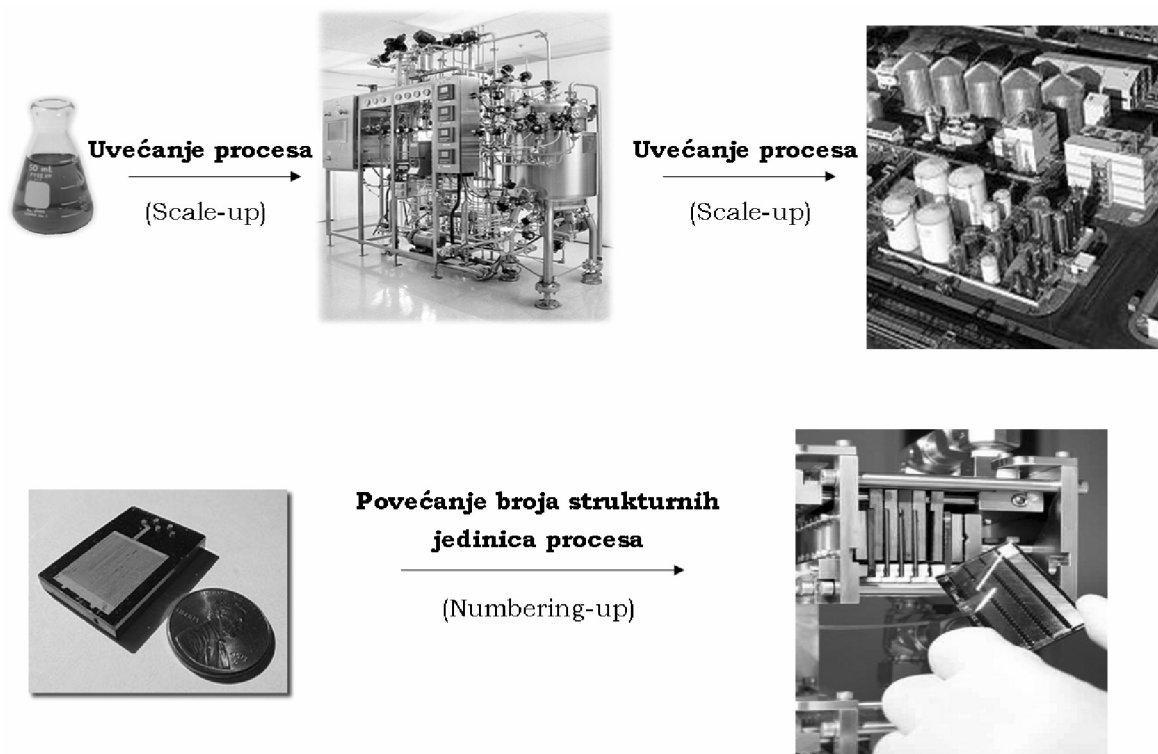 Uvećanje procesa
(Scale-up)
Uvećanje procesa
(Scale-up)
Povećanje broja strukturnih
jedinica procesa
(Numbering-up)